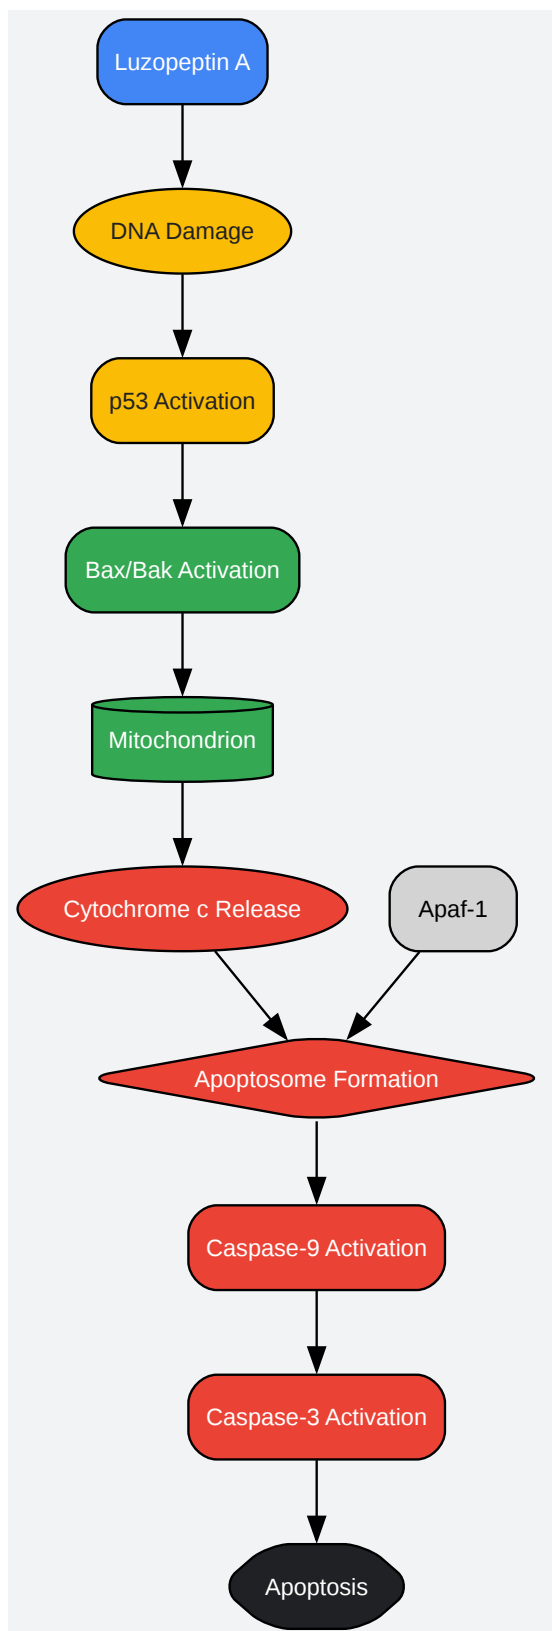 Luzopeptin A
DNA Damage
p53 Activation
Bax/Bak Activation
Mitochondrion
Cytochrome c Release
Apaf-1
Apoptosome Formation
Caspase-9 Activation
Caspase-3 Activation
Apoptosis